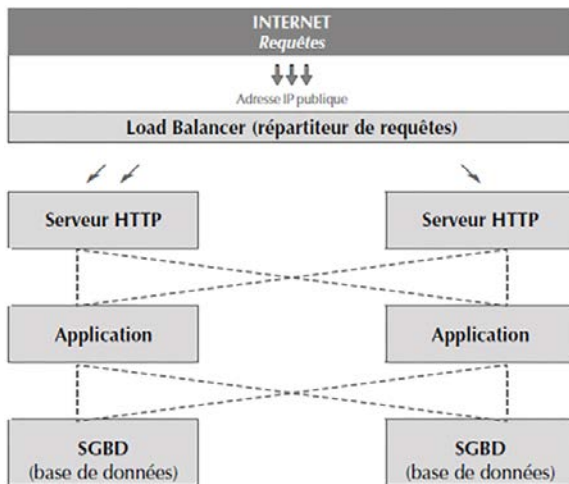 INTERNET
Requêtes
Adresse IP publique
Load Balancer (répartiteur de requêtes)
Serveur HTTP
Serveur HTTP
Application
Application
SGBD
(base de données)
SGBD
(base de données)